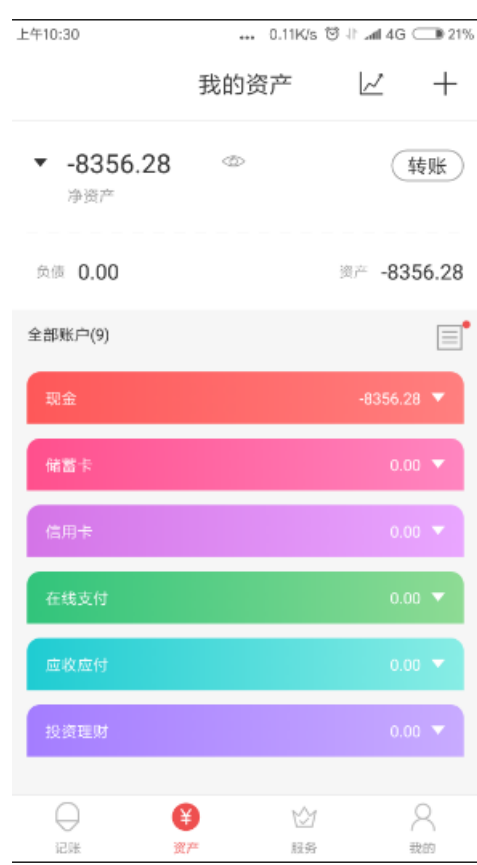 上午10:30 ... 0.11K/s 4G 21%
我的资产
-8356.28 转账
净资产
负债 0.00 资产 -8356.28
全部账户(9)
现金 -8356.28
储蓄卡 0.00
信用卡 0.00
在线支付 0.00
应收应付 0.00
投资理财 0.00
记账 资产 服务 我的